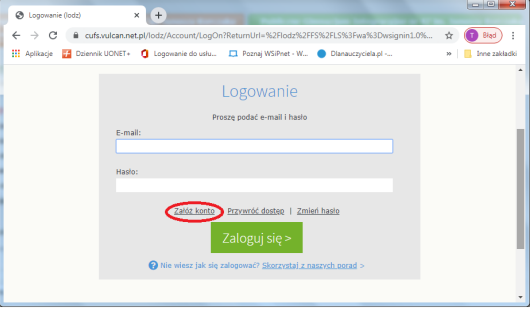 Logowanie (lodz)
cufs.vulcan.net.pl/lodz/Account/LogOn?ReturnUrl=%2Flodz%2FFS%2FLS%3Fwa%3Dwsignin1.0%...
T Błąd
Aplikacje Dziennik UONET+ Logowanie do usłu... Poznaj WSiPnet - W... Dlanauczyciela.pl -... » Inne zakładki
Logowanie
Proszę podać e-mail i hasło
E-mail:
Hasło:
Załóż konto Przywróć dostęp | Zmień hasło
Zaloguj się >
? Nie wiesz jak się zalogować? Skorzystaj z naszych porad >